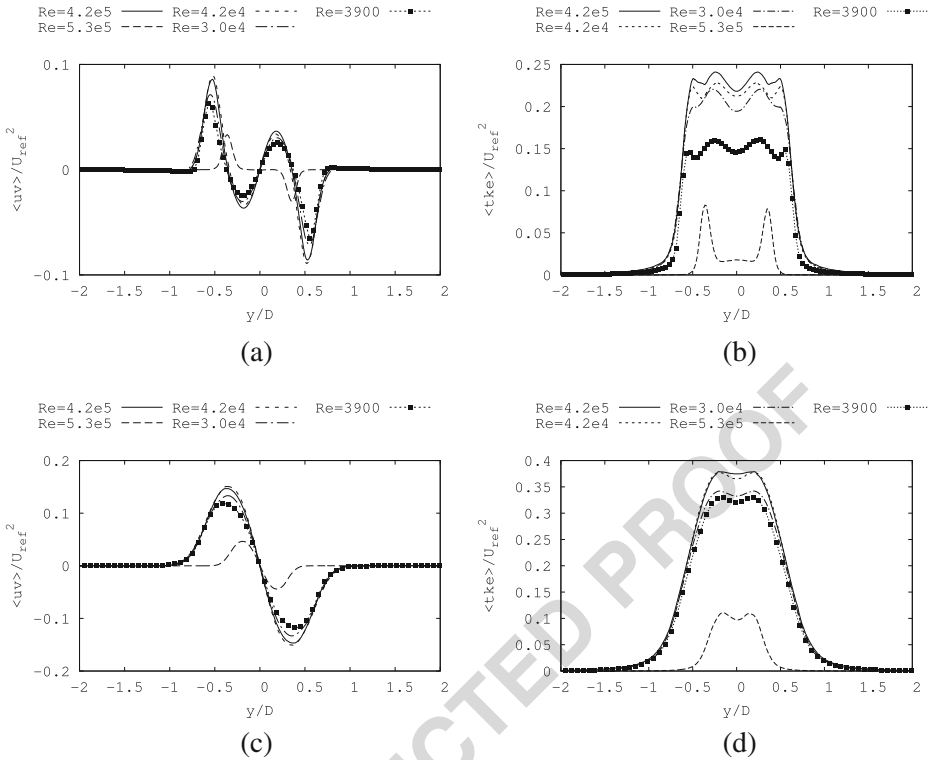 Re=4.2e5 Re=4.2e4 Re=3900
Re=5.3e5 Re=3.0e4
<uv>/U_ref^2
0.1
0
-0.1
-2 -1.5 -1 -0.5 0 0.5 1 1.5 2
y/D
(a)
Re=4.2e5 Re=3.0e4 Re=3900
Re=4.2e4 Re=5.3e5
<tke>/U_ref^2
0.25
0.2
0.15
0.1
0.05
0
-2 -1.5 -1 -0.5 0 0.5 1 1.5 2
y/D
(b)
Re=4.2e5 Re=4.2e4 Re=3900
Re=5.3e5 Re=3.0e4
<uv>/U_ref^2
0.2
0.1
0
-0.1
-0.2
-2 -1.5 -1 -0.5 0 0.5 1 1.5 2
y/D
(c)
Re=4.2e5 Re=3.0e4 Re=3900
Re=4.2e4 Re=5.3e5
<tke>/U_ref^2
0.4
0.35
0.3
0.25
0.2
0.15
0.1
0.05
0
-2 -1.5 -1 -0.5 0 0.5 1 1.5 2
y/D
(d)
CTED PROOF